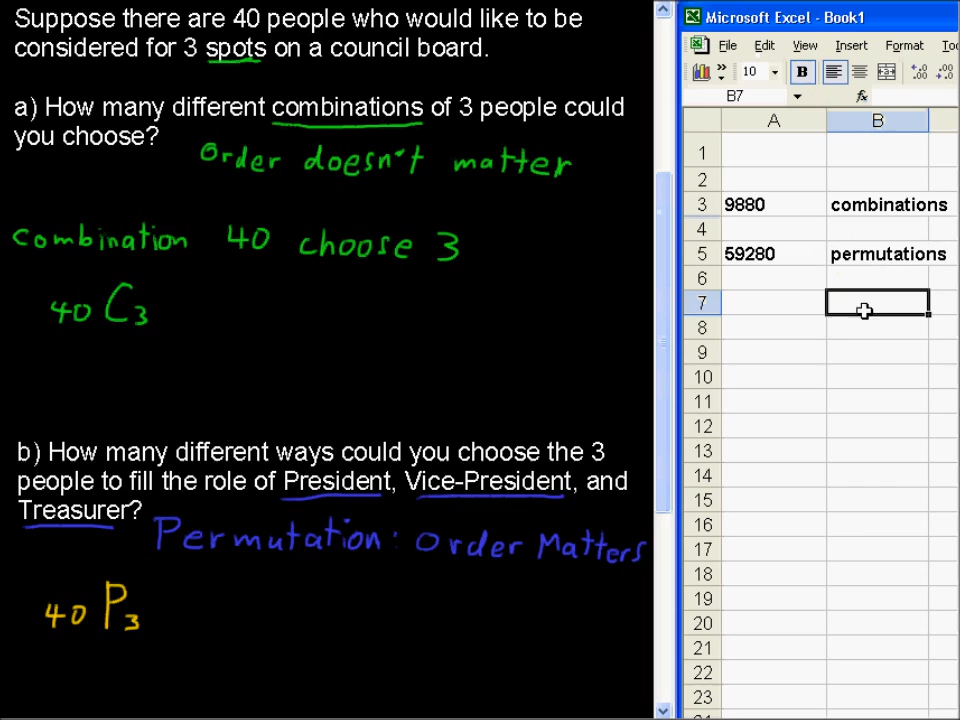 Suppose there are 40 people who would like to be
considered for 3 spots on a council board.
a) How many different combinations of 3 people could
you choose?
Order doesn't matter
combination 40 choose 3
40 C 3
b) How many different ways could you choose the 3
people to fill the role of President, Vice-President, and
Treasurer?
Permutation: Order Matters
40 P 3
Microsoft Excel - Book1
File Edit View Insert Format Too
10 B
B7 fx
A B
1
2
3 9880 combinations
4
5 59280 permutations
6
7
8
9
10
11
12
13
14
15
16
17
18
19
20
21
22
23